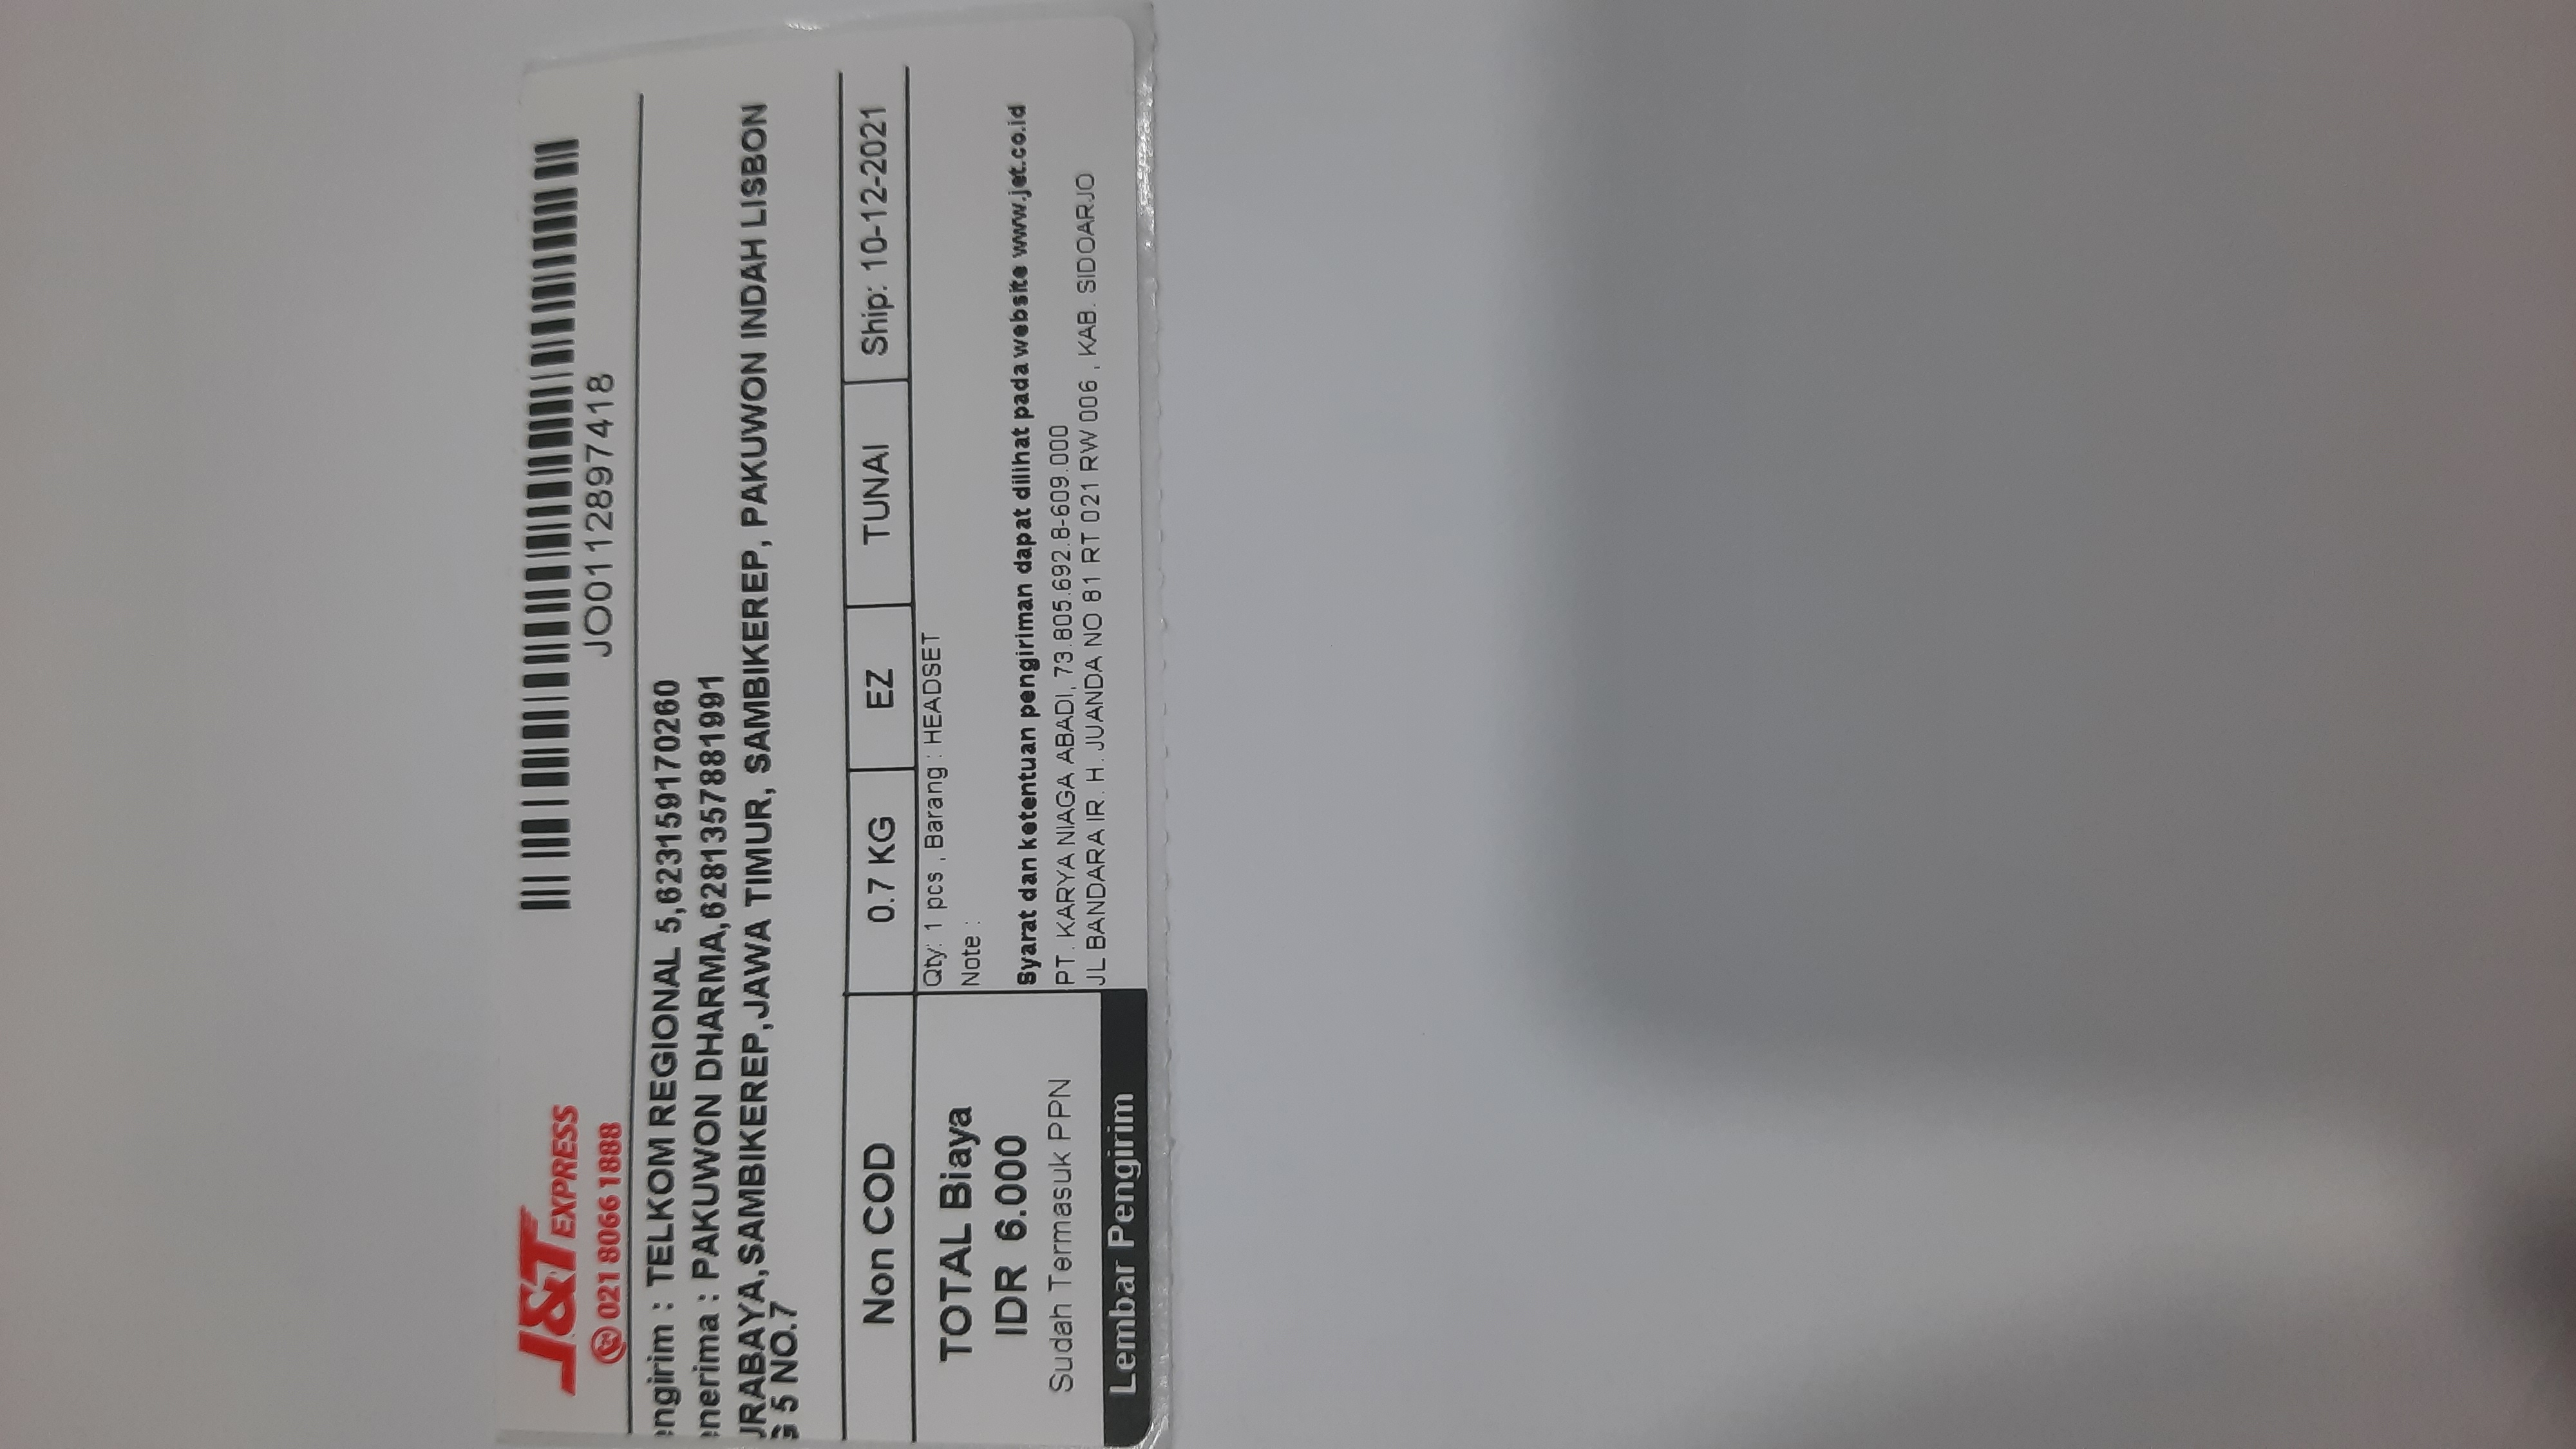 J&T EXPRESS
021 8066 1888
JO0112897418
engirim : TELKOM REGIONAL 5,623159170260
enerima : PAKUWON DHARMA,6281357881991
URABAYA,SAMBIKEREP,JAWA TIMUR, SAMBIKEREP, PAKUWON INDAH LISBON
G 5 NO.7
Non COD 0.7 KG EZ TUNAI Ship: 10-12-2021
TOTAL Biaya
IDR 6.000
Sudah Termasuk PPN
Lembar Pengirim
Qty: 1 pcs , Barang : HEADSET
Note :
Syarat dan ketentuan pengiriman dapat dilihat pada website www.jet.co.id
PT. KARYA NIAGA ABADI, 73.805.692.8-609.000
JL BANDARA IR. H. JUANDA NO 81 RT 021 RW 006 , KAB. SIDOARJO